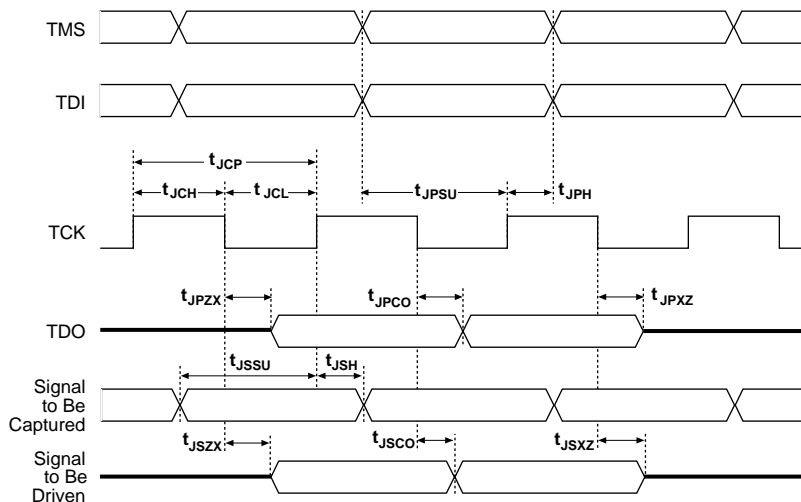 TMS
TDI
tJCP
tJCH tJCL tJPSU tJPH
TCK
tJPZX tJPCO tJPXZ
TDO
tJSSU tJSH
Signal
to Be
Captured
tJSZX tJSCO tJSXZ
Signal
to Be
Driven